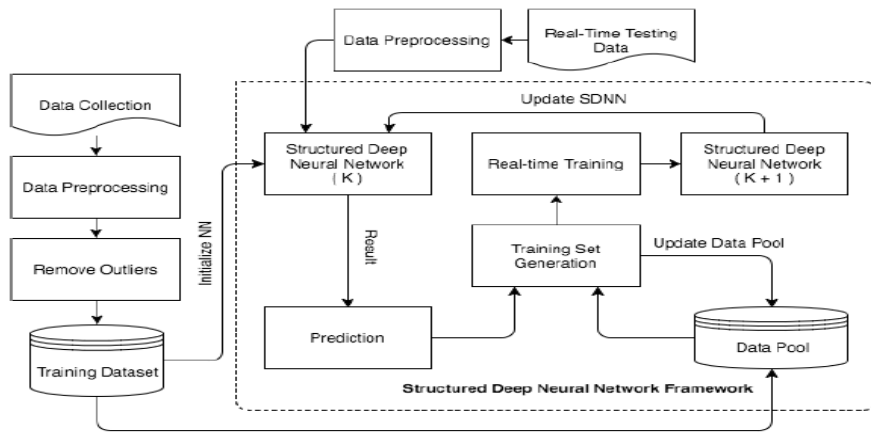 Data Preprocessing
Real-Time Testing
Data
Data Collection
Data Preprocessing
Remove Outliers
Training Dataset
Initialize NN
Update SDNN
Structured Deep
Neural Network
( K )
Real-time Training
Structured Deep
Neural Network
( K + 1 )
Result
Training Set
Generation
Update Data Pool
Prediction
Data Pool
Structured Deep Neural Network Framework